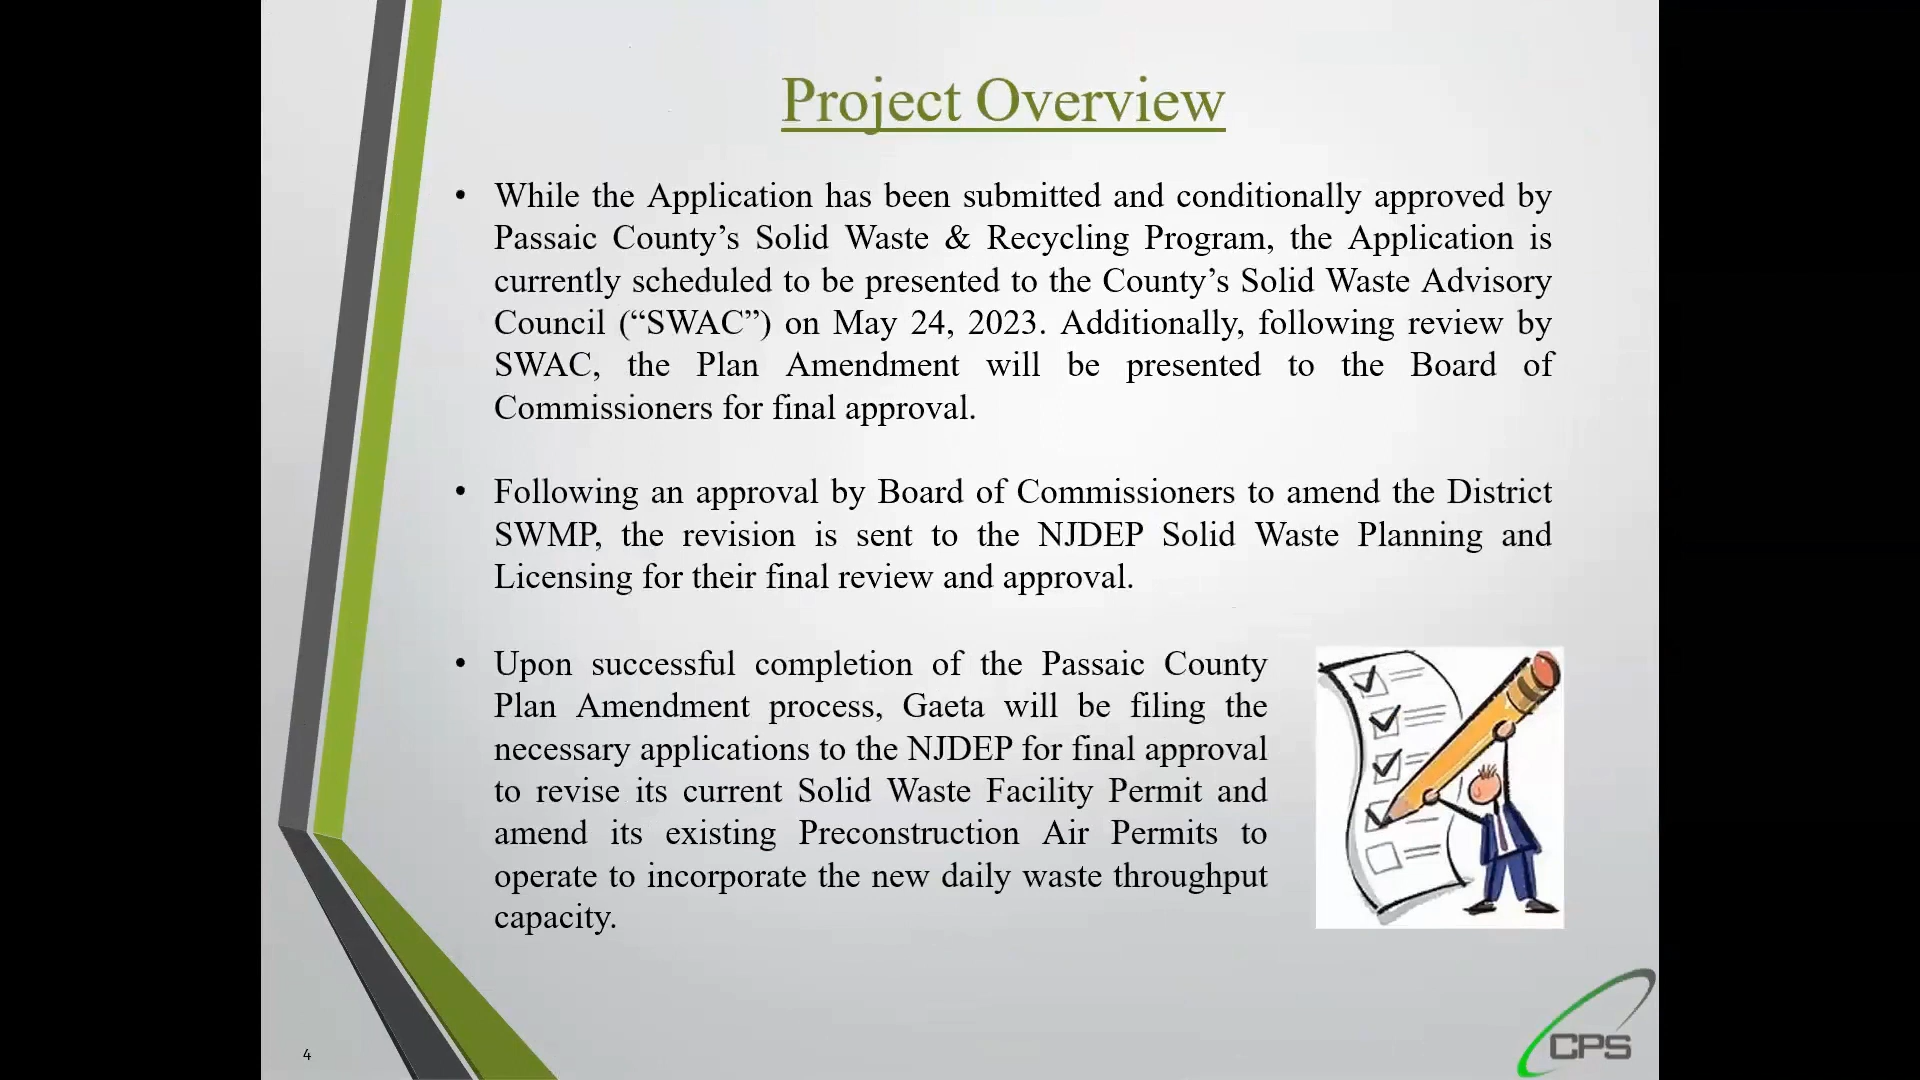 Project Overview
• While the Application has been submitted and conditionally approved by
Passaic County’s Solid Waste & Recycling Program, the Application is
currently scheduled to be presented to the County’s Solid Waste Advisory
Council (“SWAC”) on May 24, 2023. Additionally, following review by
SWAC, the Plan Amendment will be presented to the Board of
Commissioners for final approval.
• Following an approval by Board of Commissioners to amend the District
SWMP, the revision is sent to the NJDEP Solid Waste Planning and
Licensing for their final review and approval.
• Upon successful completion of the Passaic County
Plan Amendment process, Gaeta will be filing the
necessary applications to the NJDEP for final approval
to revise its current Solid Waste Facility Permit and
amend its existing Preconstruction Air Permits to
operate to incorporate the new daily waste throughput
capacity.
4
CPS